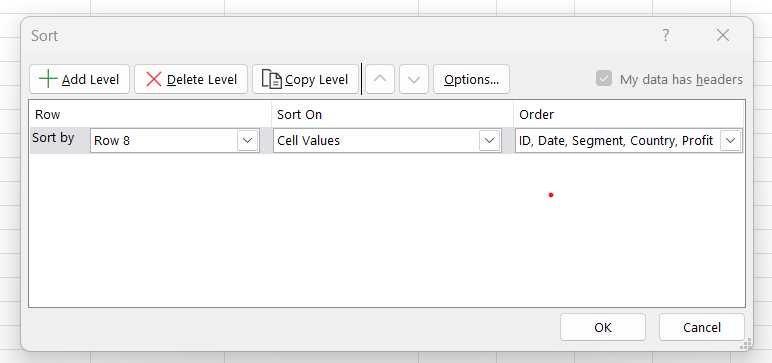 Sort ?
Add Level Delete Level Copy Level Options... My data has headers
Row Sort On Order
Sort by Row 8 Cell Values ID, Date, Segment, Country, Profit
OK Cancel